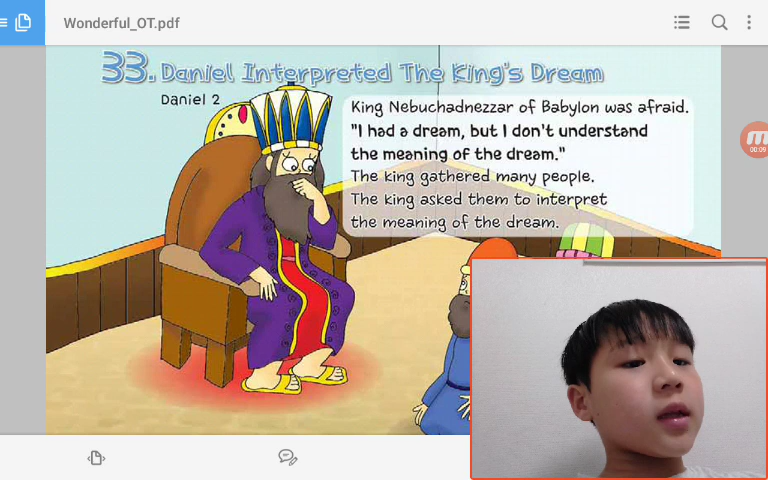 Wonderful_OT.pdf
33. Daniel Interpreted The King's Dream
Daniel 2
King Nebuchadnezzar of Babylon was afraid.
"I had a dream, but I don't understand
the meaning of the dream."
The king gathered many people.
The king asked them to interpret
the meaning of the dream.
00:09